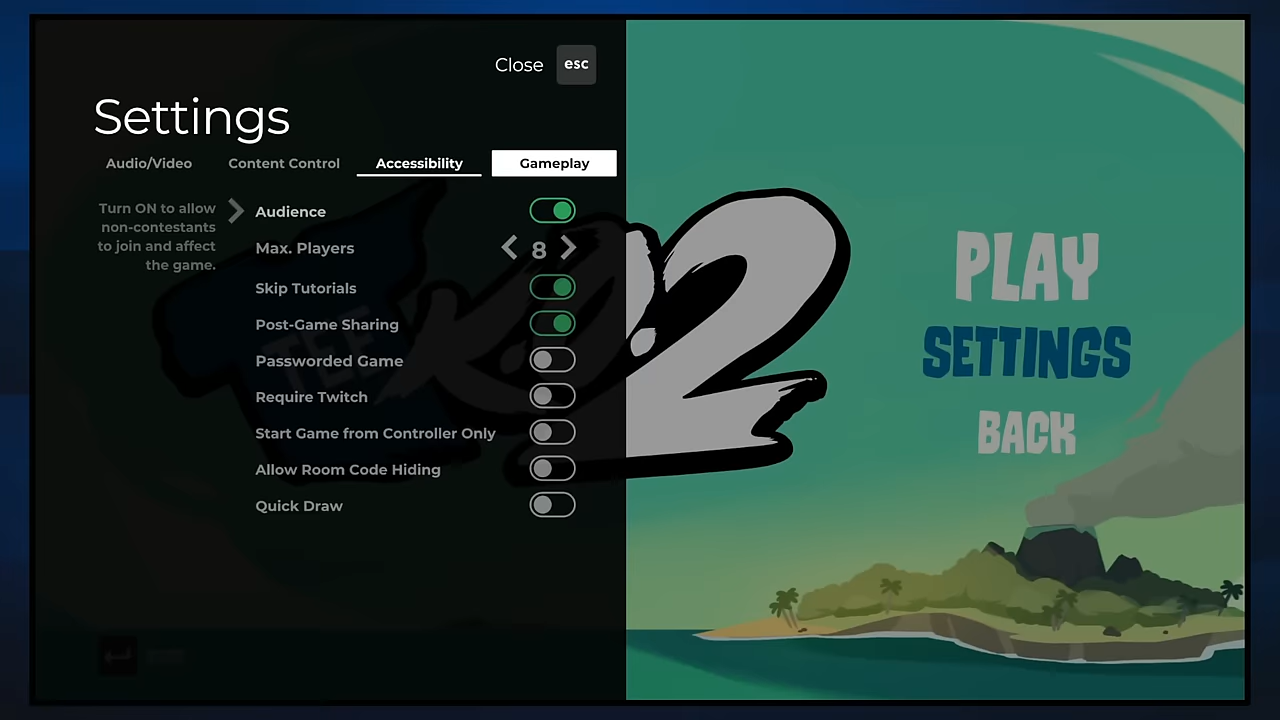 Close esc
Settings
Audio/Video Content Control Accessibility Gameplay
Turn ON to allow
non-contestants
to join and affect
the game.
Audience
Max. Players 8
Skip Tutorials
Post-Game Sharing
Passworded Game
Require Twitch
Start Game from Controller Only
Allow Room Code Hiding
Quick Draw
TEE
K.O.2
PLAY
SETTINGS
BACK